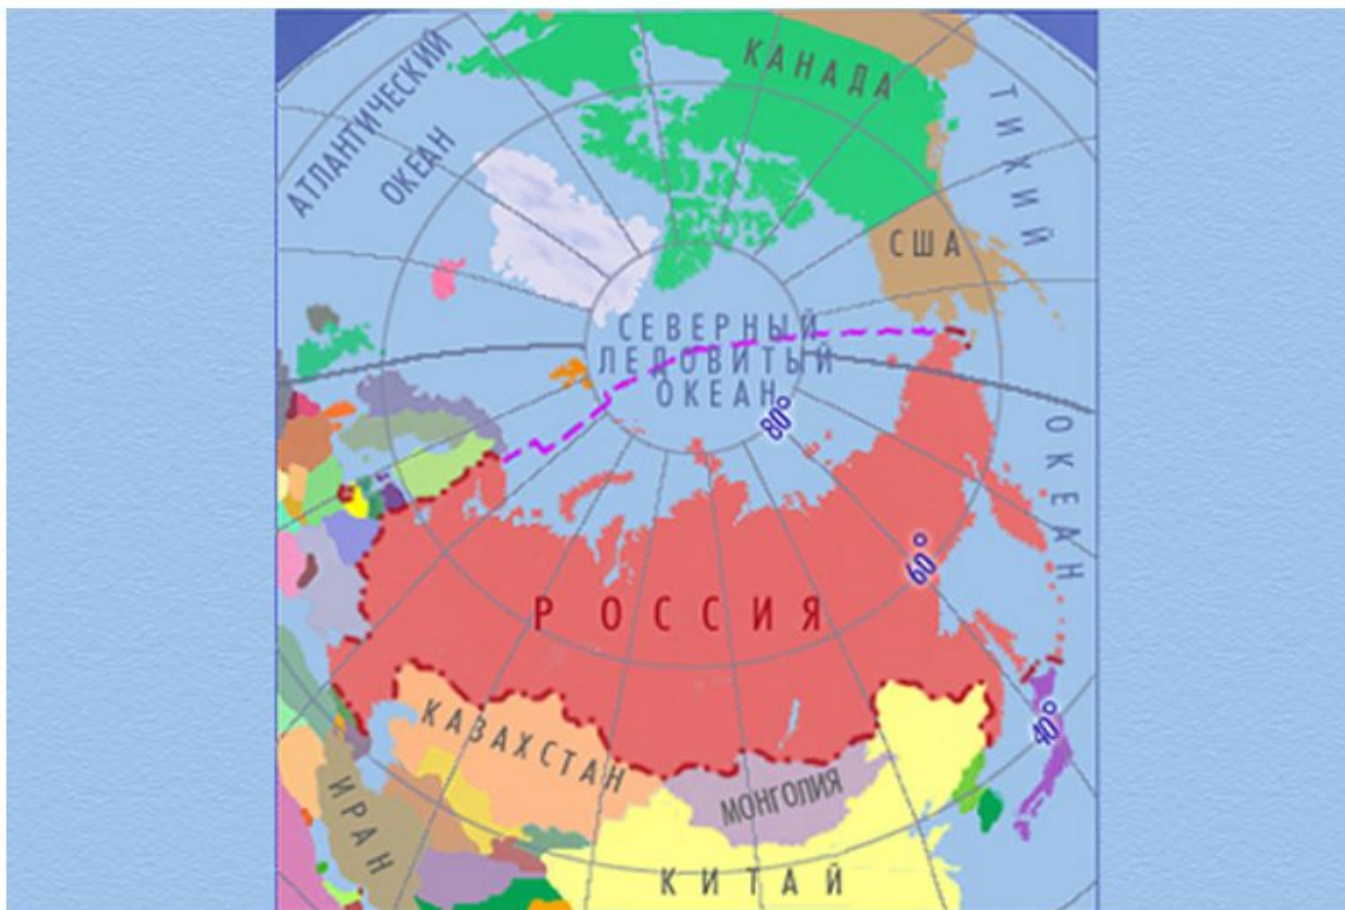 КАНАДА
АТЛАНТИЧЕСКИЙ
ОКЕАН
ТИХИЙ
США
СЕВЕРНЫЙ
ЛЕДОВИТЫЙ
ОКЕАН
80°
ОКЕАН
60°
РОССИЯ
КАЗАХСТАН
40°
МОНГОЛИЯ
ИРАН
КИТАЙ